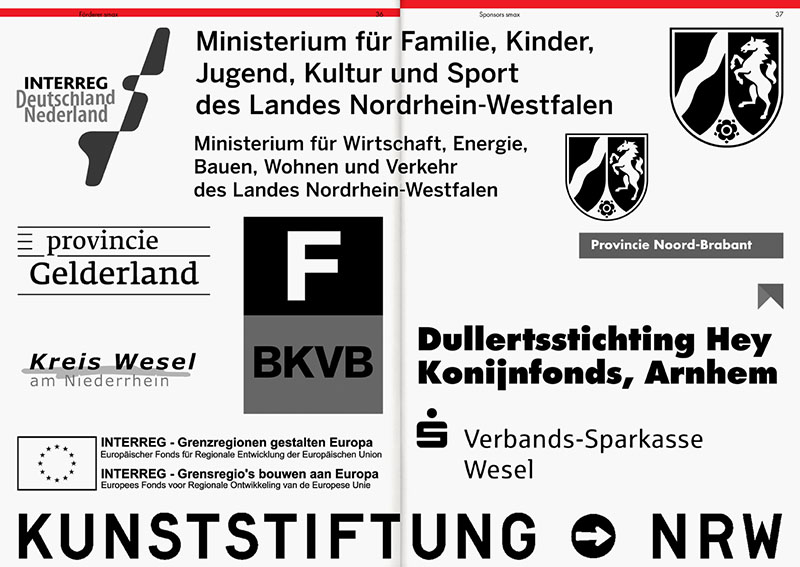 Förderer smax
36
Sponsors smax
37
INTERREG
Deutschland
Nederland
Ministerium für Familie, Kinder,
Jugend, Kultur und Sport
des Landes Nordrhein-Westfalen
Ministerium für Wirtschaft, Energie,
Bauen, Wohnen und Verkehr
des Landes Nordrhein-Westfalen
provincie
Gelderland
F
BKVB
Provincie Noord-Brabant
Kreis Wesel
am Niederrhein
Dullertsstichting Hey
Konijnfonds, Arnhem
INTERREG - Grenzregionen gestalten Europa
Europäischer Fonds für Regionale Entwicklung der Europäischen Union
INTERREG - Grensregio's bouwen aan Europa
Europees Fonds voor Regionale Ontwikkeling van de Europese Unie
Verbands-Sparkasse
Wesel
KUNSTSTIFTUNG NRW